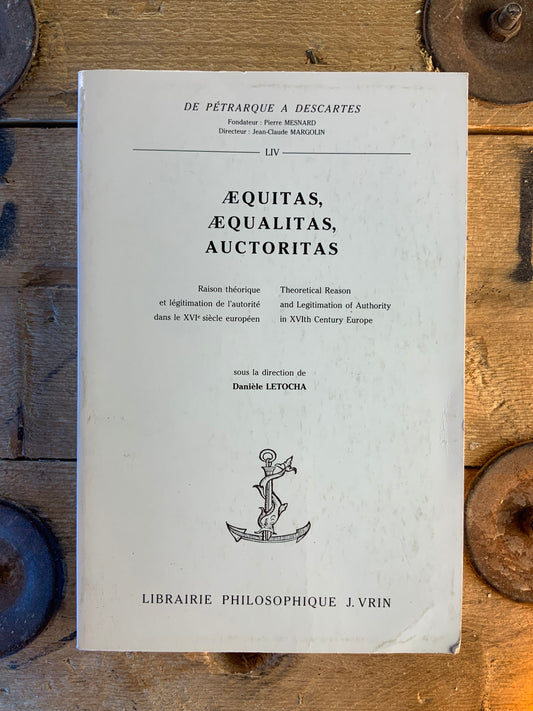 DE PÉTRARQUE A DESCARTES
Fondateur : Pierre MESNARD
Directeur : Jean-Claude MARGOLIN
LIV
ÆQUITAS,
ÆQUALITAS,
AUCTORITAS
Raison théorique
et légitimation de l'autorité
dans le XVIe siècle européen
Theoretical Reason
and Legitimation of Authority
in XVIth Century Europe
sous la direction de
Danièle LETOCHA
LIBRAIRIE PHILOSOPHIQUE J. VRIN